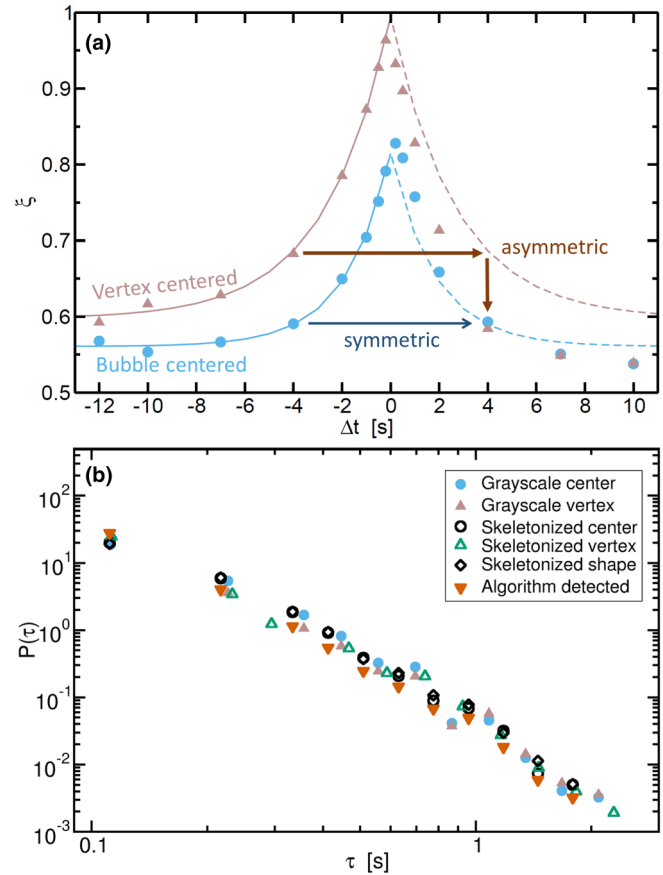 (a)
1
0.9
0.8
0.7
0.6
0.5
ξ
Vertex centered
Bubble centered
asymmetric
symmetric
-12 -10 -8 -6 -4 -2 0 2 4 6 8 10
Δt [s]
(b)
10²
10¹
10⁰
10⁻¹
10⁻²
10⁻³
P(τ)
Grayscale center
Grayscale vertex
Skeletonized center
Skeletonized vertex
Skeletonized shape
Algorithm detected
0.1 1
τ [s]